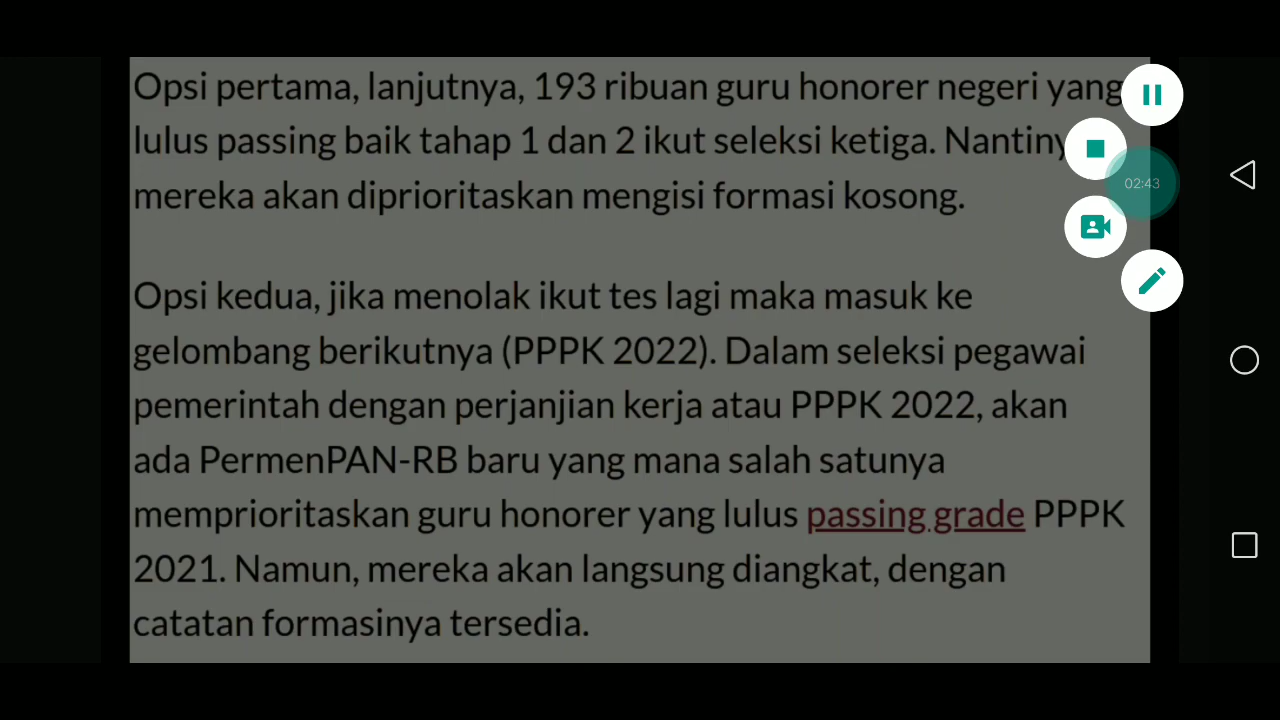 Opsi pertama, lanjutnya, 193 ribuan guru honorer negeri yang
lulus passing baik tahap 1 dan 2 ikut seleksi ketiga. Nantiny
mereka akan diprioritaskan mengisi formasi kosong.
02:43
Opsi kedua, jika menolak ikut tes lagi maka masuk ke
gelombang berikutnya (PPPK 2022). Dalam seleksi pegawai
pemerintah dengan perjanjian kerja atau PPPK 2022, akan
ada PermenPAN-RB baru yang mana salah satunya
memprioritaskan guru honorer yang lulus passing grade PPPK
2021. Namun, mereka akan langsung diangkat, dengan
catatan formasinya tersedia.